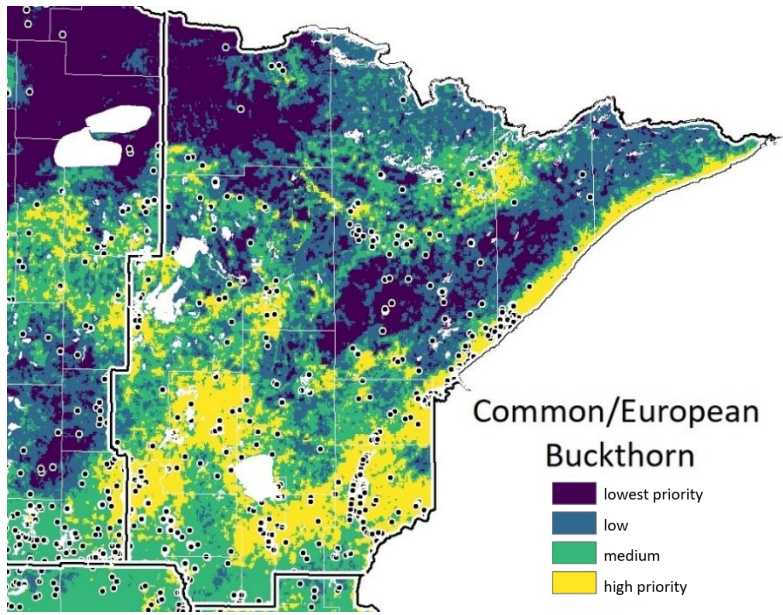 Common/European
Buckthorn
lowest priority
low
medium
high priority